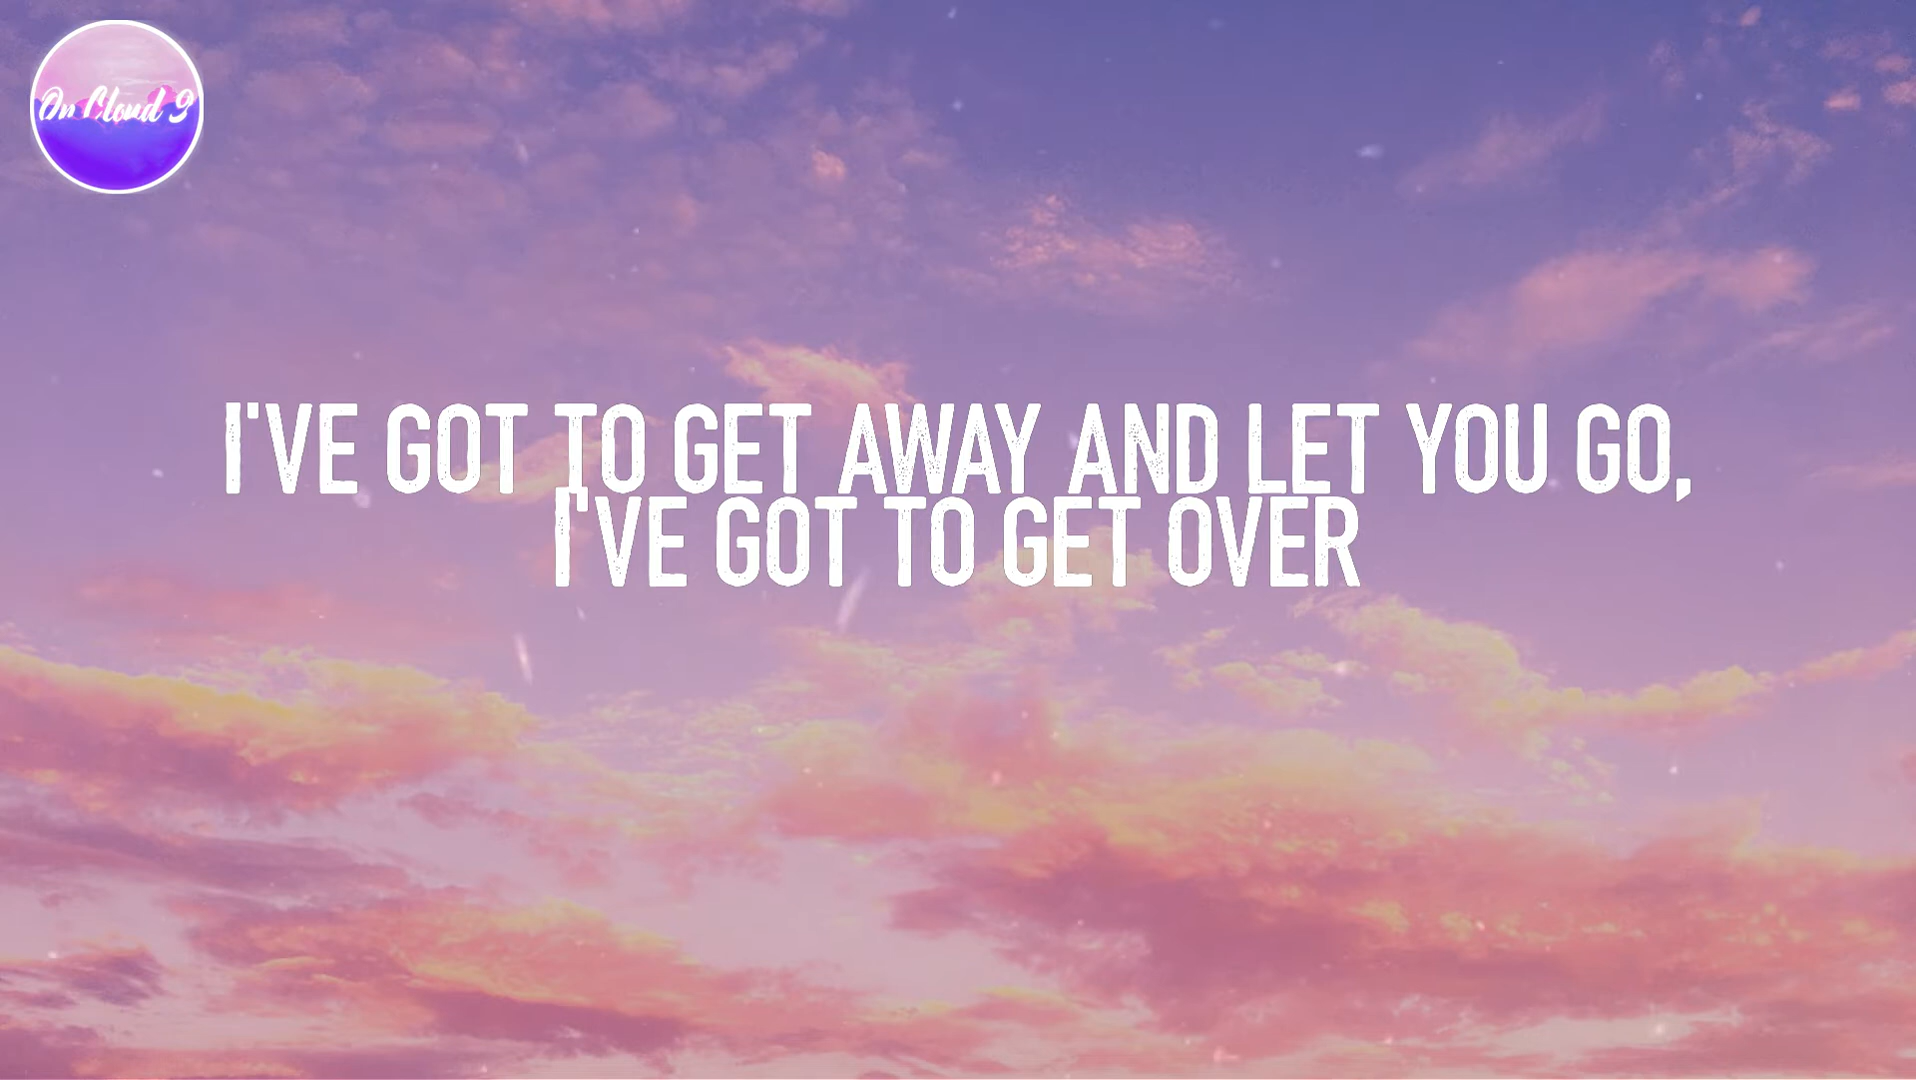 On Cloud 9
I'VE GOT TO GET AWAY AND LET YOU GO,
I'VE GOT TO GET OVER